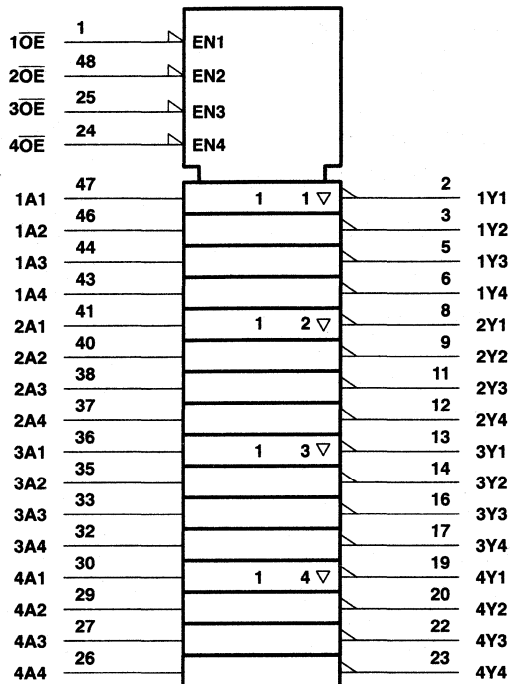 1O̅E̅ 1 EN1
2O̅E̅ 48 EN2
3O̅E̅ 25 EN3
4O̅E̅ 24 EN4
1A1 47 1 1 ▽ 2 1Y1
1A2 46 3 1Y2
1A3 44 5 1Y3
1A4 43 6 1Y4
2A1 41 1 2 ▽ 8 2Y1
2A2 40 9 2Y2
2A3 38 11 2Y3
2A4 37 12 2Y4
3A1 36 1 3 ▽ 13 3Y1
3A2 35 14 3Y2
3A3 33 16 3Y3
3A4 32 17 3Y4
4A1 30 1 4 ▽ 19 4Y1
4A2 29 20 4Y2
4A3 27 22 4Y3
4A4 26 23 4Y4